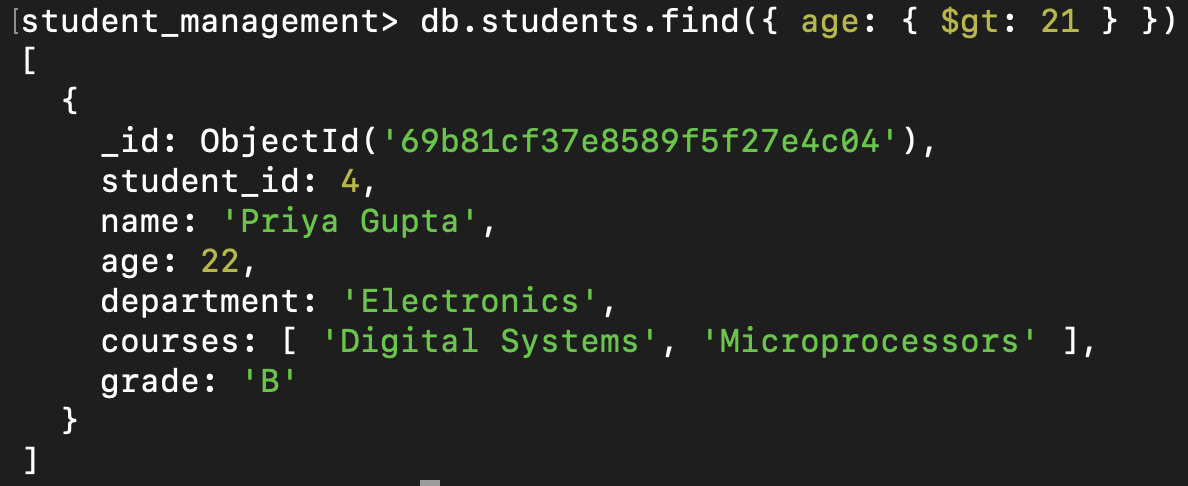 [student_management> db.students.find({ age: { $gt: 21 } })
[
  {
    _id: ObjectId('69b81cf37e8589f5f27e4c04'),
    student_id: 4,
    name: 'Priya Gupta',
    age: 22,
    department: 'Electronics',
    courses: [ 'Digital Systems', 'Microprocessors' ],
    grade: 'B'
  }
]